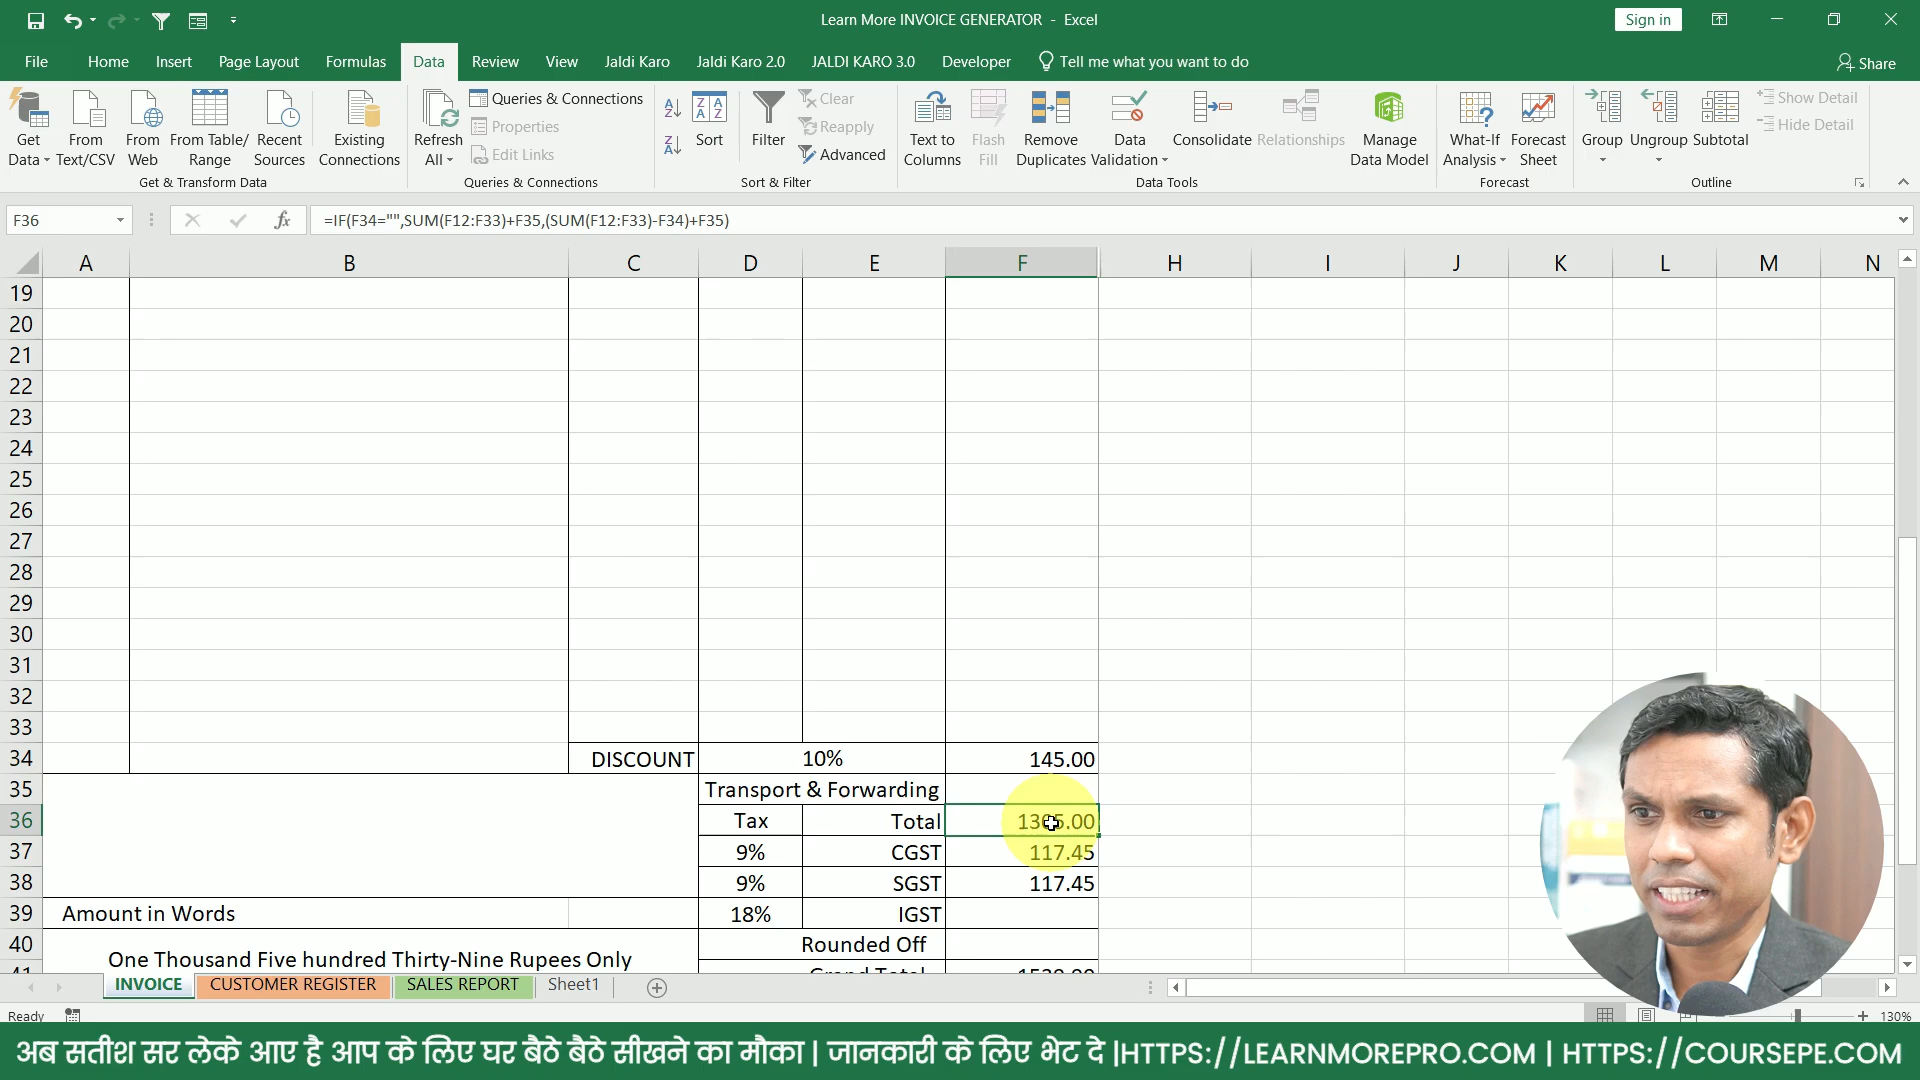 Learn More INVOICE GENERATOR - Excel
Sign in
File Home Insert Page Layout Formulas Data Review View Jaldi Karo Jaldi Karo 2.0 JALDI KARO 3.0 Developer Tell me what you want to do Share
Get Data
From Text/CSV
From Web
From Table/ Range
Recent Sources
Existing Connections
Get & Transform Data
Refresh All
Queries & Connections
Properties
Edit Links
Queries & Connections
Sort
Filter
Clear
Reapply
Advanced
Sort & Filter
Text to Columns
Flash Fill
Remove Duplicates
Data Validation
Consolidate
Relationships
Manage Data Model
Data Tools
What-If Analysis
Forecast Sheet
Forecast
Group
Ungroup
Subtotal
Show Detail
Hide Detail
Outline
F36 fx =IF(F34="",SUM(F12:F33)+F35,(SUM(F12:F33)-F34)+F35)
A B C D E F H I J K L M N
19
20
21
22
23
24
25
26
27
28
29
30
31
32
33
34 DISCOUNT 10% 145.00
35 Transport & Forwarding
36 Tax Total 1305.00
37 9% CGST 117.45
38 9% SGST 117.45
39 Amount in Words 18% IGST
40 Rounded Off
One Thousand Five hundred Thirty-Nine Rupees Only
INVOICE CUSTOMER REGISTER SALES REPORT Sheet1
Ready 130%
अब सतीश सर लेके आए है आप के लिए घर बैठे बैठे सीखने का मौका | जानकारी के लिए भेट दे |HTTPS://LEARNMOREPRO.COM | HTTPS://COURSEPE.COM